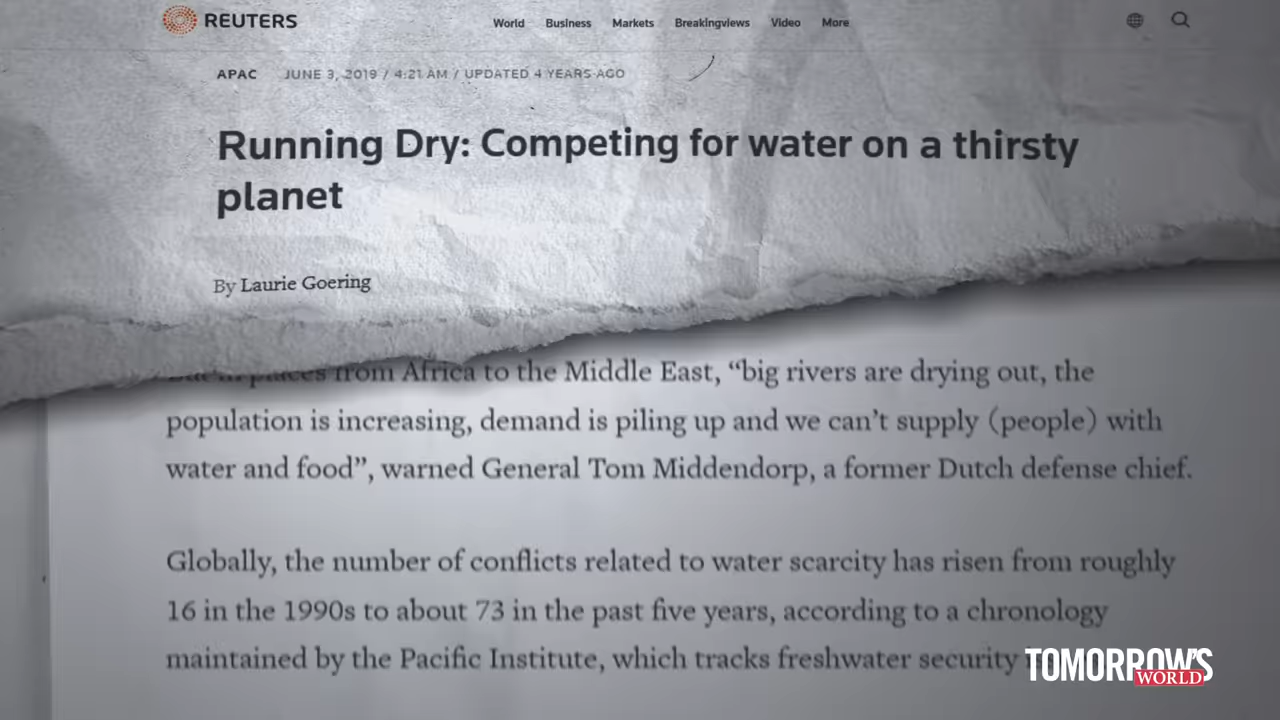 REUTERS World Business Markets Breakingviews Video More
APAC JUNE 3, 2019 / 4:21 AM / UPDATED 4 YEARS AGO
Running Dry: Competing for water on a thirsty
planet
By Laurie Goering
from Africa to the Middle East, “big rivers are drying out, the
population is increasing, demand is piling up and we can’t supply (people) with
water and food”, warned General Tom Middendorp, a former Dutch defense chief.
Globally, the number of conflicts related to water scarcity has risen from roughly
16 in the 1990s to about 73 in the past five years, according to a chronology
maintained by the Pacific Institute, which tracks freshwater security
TOMORROW'S
WORLD